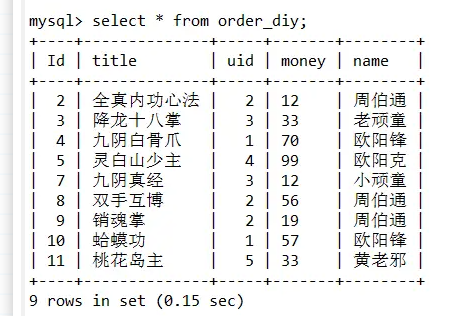 mysql> select * from order_diy;
+----+----------------+-----+-------+--------+
| Id | title          | uid | money | name   |
+----+----------------+-----+-------+--------+
|  2 | 全真内功心法   |   2 | 12    | 周伯通 |
|  3 | 降龙十八掌     |   3 | 33    | 老顽童 |
|  4 | 九阴白骨爪     |   1 | 70    | 欧阳锋 |
|  5 | 灵白山少主     |   4 | 99    | 欧阳克 |
|  7 | 九阴真经       |   3 | 12    | 小顽童 |
|  8 | 双手互博       |   2 | 56    | 周伯通 |
|  9 | 销魂掌         |   2 | 19    | 周伯通 |
| 10 | 蛤蟆功         |   1 | 57    | 欧阳锋 |
| 11 | 桃花岛主       |   5 | 33    | 黄老邪 |
+----+----------------+-----+-------+--------+
9 rows in set (0.15 sec)